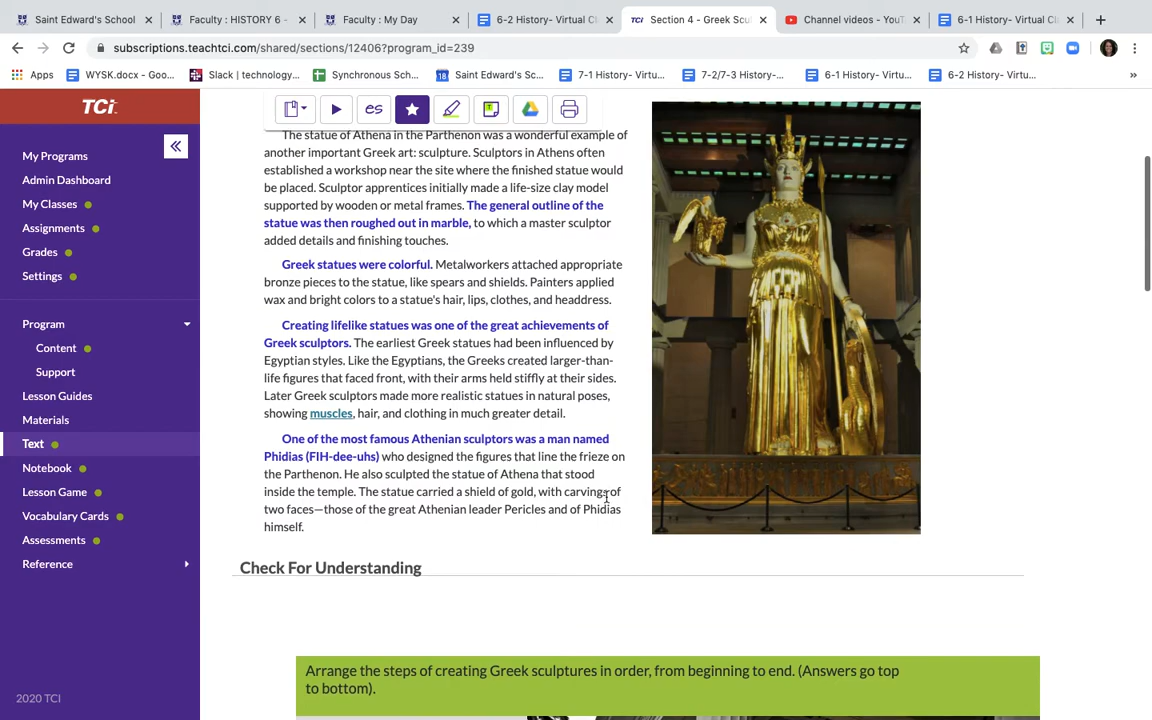 Saint Edward's School
Faculty : HISTORY 6 -
Faculty : My Day
6-2 History- Virtual Cl
Section 4 - Greek Scu
Channel videos - YouT
6-1 History- Virtual Cl
subscriptions.teachtci.com/shared/sections/12406?program_id=239
Apps
WYSK.docx - Goo...
Slack | technology...
Synchronous Sch...
18
Saint Edward's Sc...
7-1 History- Virtu...
7-2/7-3 History-...
6-1 History- Virtu...
6-2 History- Virtu...
»
TCi
My Programs
Admin Dashboard
My Classes
Assignments
Grades
Settings
Program
Content
Support
Lesson Guides
Materials
Text
Notebook
Lesson Game
Vocabulary Cards
Assessments
Reference
2020 TCI
es
The statue of Athena in the Parthenon was a wonderful example of
another important Greek art: sculpture. Sculptors in Athens often
established a workshop near the site where the finished statue would
be placed. Sculptor apprentices initially made a life-size clay model
supported by wooden or metal frames. The general outline of the
statue was then roughed out in marble, to which a master sculptor
added details and finishing touches.
Greek statues were colorful. Metalworkers attached appropriate
bronze pieces to the statue, like spears and shields. Painters applied
wax and bright colors to a statue's hair, lips, clothes, and headdress.
Creating lifelike statues was one of the great achievements of
Greek sculptors. The earliest Greek statues had been influenced by
Egyptian styles. Like the Egyptians, the Greeks created larger-than-
life figures that faced front, with their arms held stiffly at their sides.
Later Greek sculptors made more realistic statues in natural poses,
showing muscles, hair, and clothing in much greater detail.
One of the most famous Athenian sculptors was a man named
Phidias (FIH-dee-uhs) who designed the figures that line the frieze on
the Parthenon. He also sculpted the statue of Athena that stood
inside the temple. The statue carried a shield of gold, with carvings of
two faces—those of the great Athenian leader Pericles and of Phidias
himself.
Check For Understanding
Arrange the steps of creating Greek sculptures in order, from beginning to end. (Answers go top
to bottom).